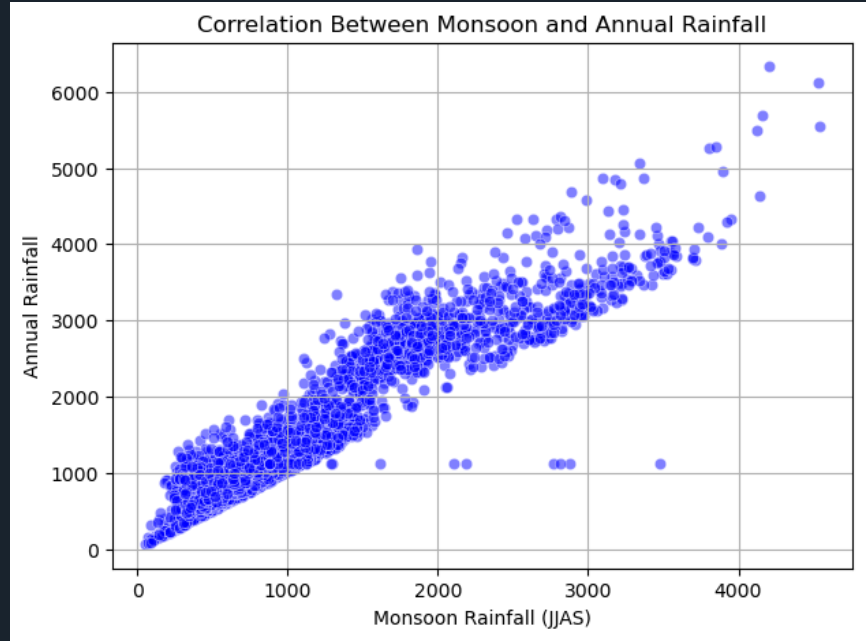 Correlation Between Monsoon and Annual Rainfall
Annual Rainfall
6000
5000
4000
3000
2000
1000
0
0 1000 2000 3000 4000
Monsoon Rainfall (JJAS)